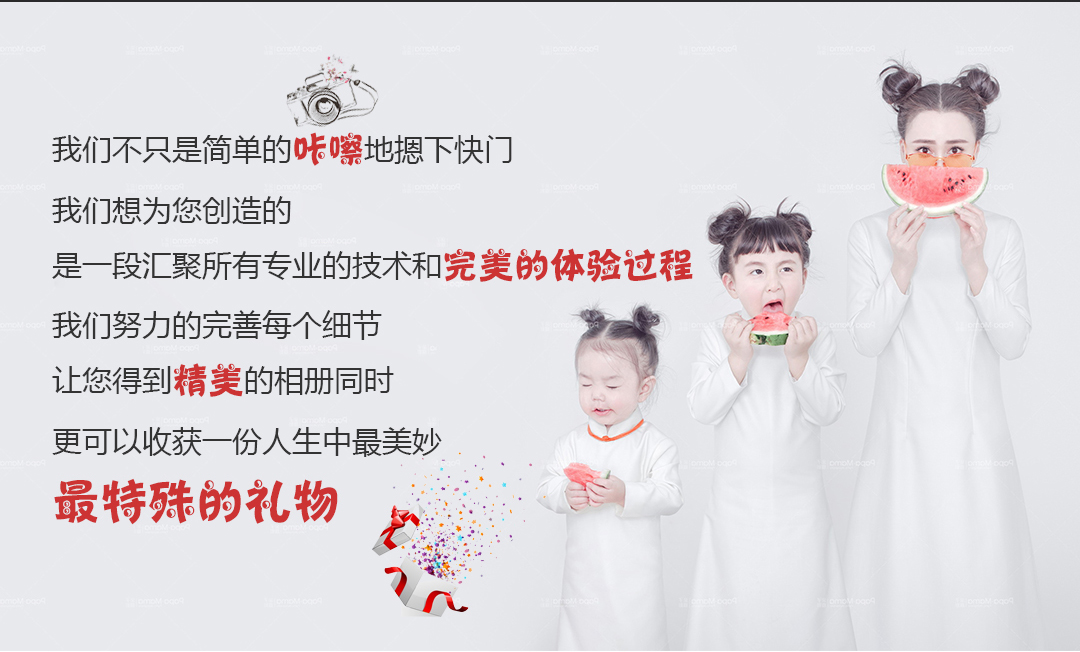 我们不只是简单的咔嚓地摁下快门
我们想为您创造的
是一段汇聚所有专业的技术和完美的体验过程
我们努力的完善每个细节
让您得到精美的相册同时
更可以收获一份人生中最美妙
最特殊的礼物